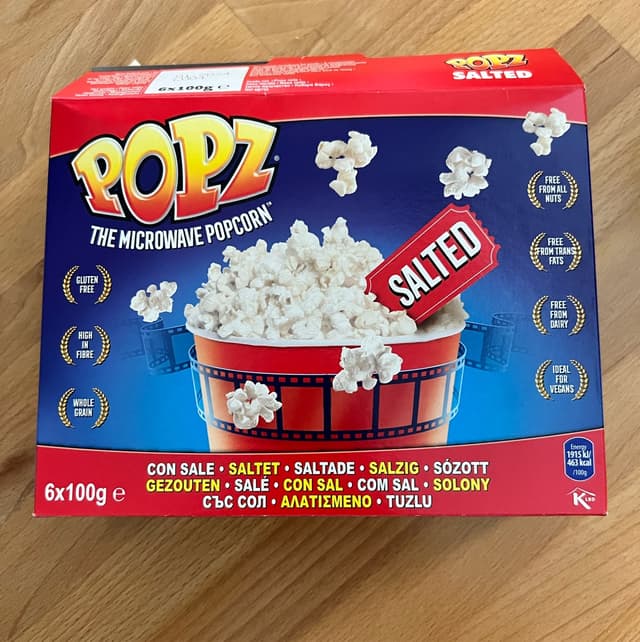 6x100g e
POPZ
SALTED
POPZ
THE MICROWAVE POPCORN™
SALTED
GLUTEN
FREE
HIGH
IN
FIBRE
WHOLE
GRAIN
FREE
FROM ALL
NUTS
FREE
FROM TRANS
FATS
FREE
FROM
DAIRY
IDEAL
FOR
VEGANS
CON SALE • SALTET • SALTADE • SALZIG • SÓZOTT
GEZOUTEN • SALÉ • CON SAL • COM SAL • SOLONY
СЪС СОЛ • ΑΛΑΤΙΣΜΕΝΟ • TUZLU
6x100g e
Energy
1915 kJ/
463 kcal
/100g
K LBD